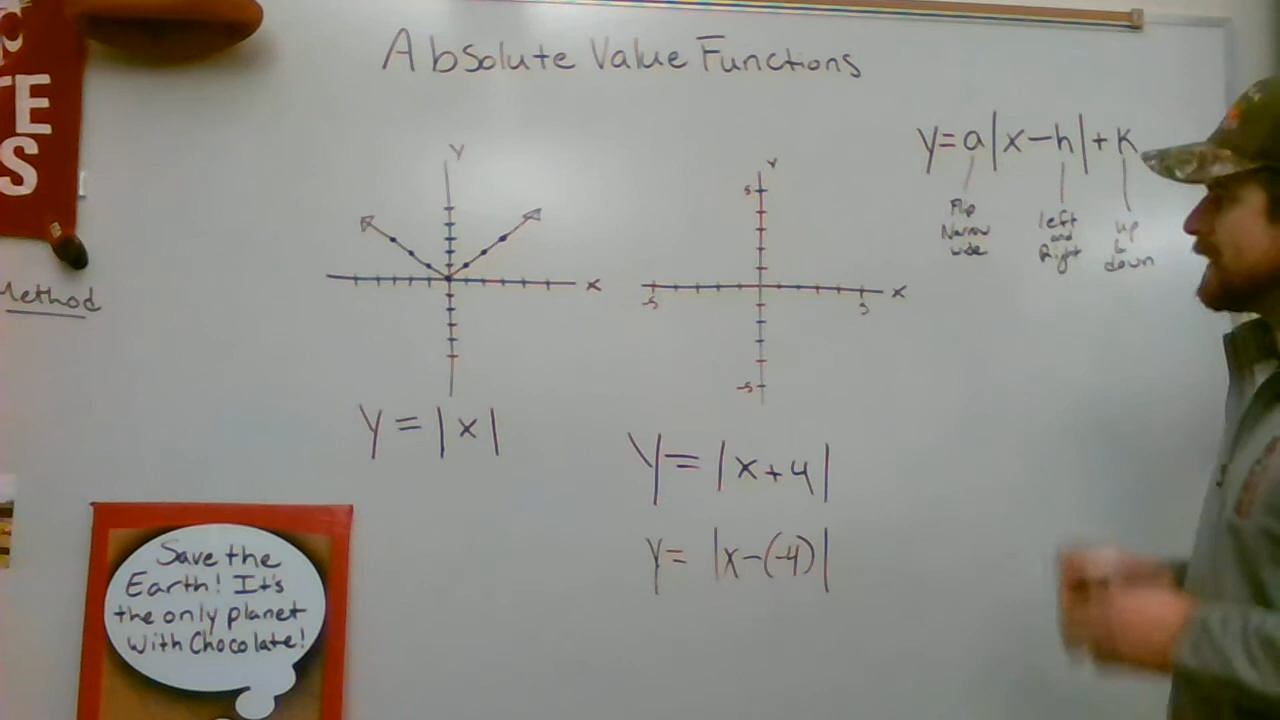 Absolute Value Functions
TE
S
Method
Y
X
Y
5
-5
5
X
-5
y=a|x-h|+k
Flip
Narrow
wide
left
and
Right
up
&
down
y=|x|
y=|x+4|
y=|x-(-4)|
Save the
Earth! It's
the only planet
With Chocolate!